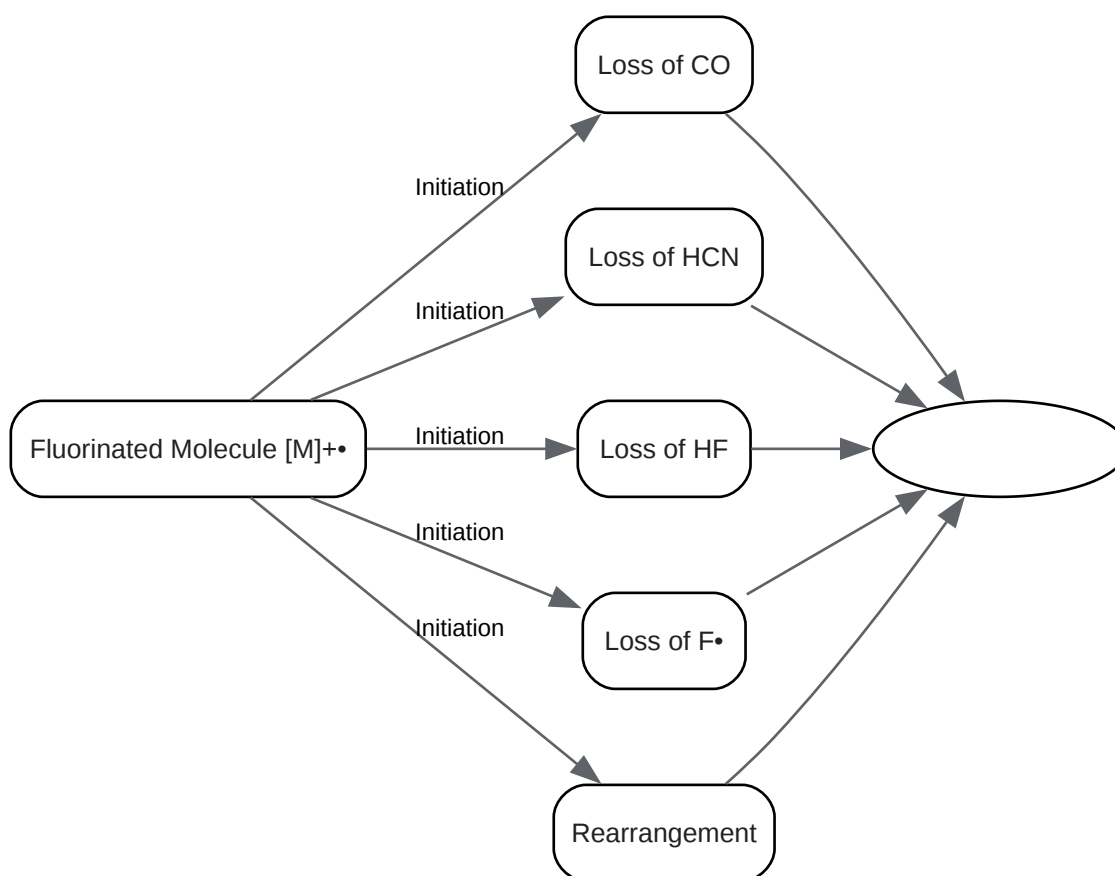 Loss of CO
Initiation
Loss of HCN
Initiation
Fluorinated Molecule [M]+•
Initiation
Loss of HF
Initiation
Loss of F•
Initiation
Rearrangement